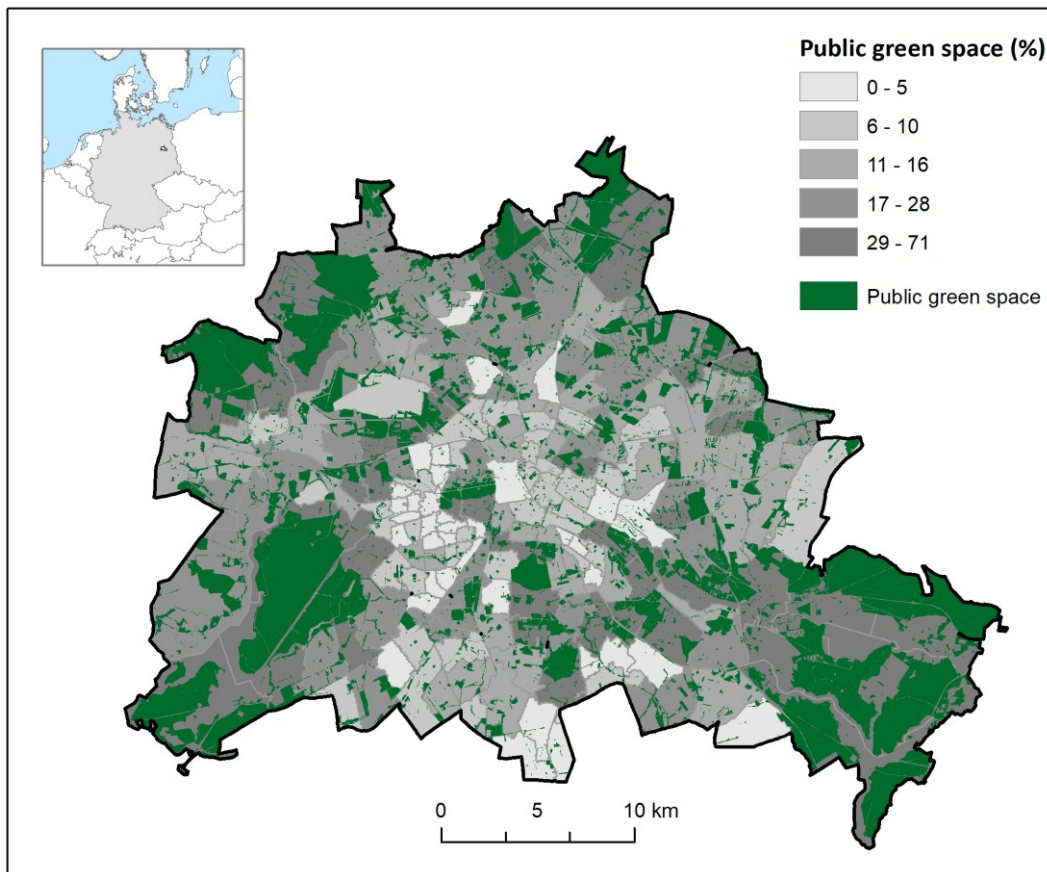 Public green space (%)
0 - 5
6 - 10
11 - 16
17 - 28
29 - 71
Public green space
0 5 10 km